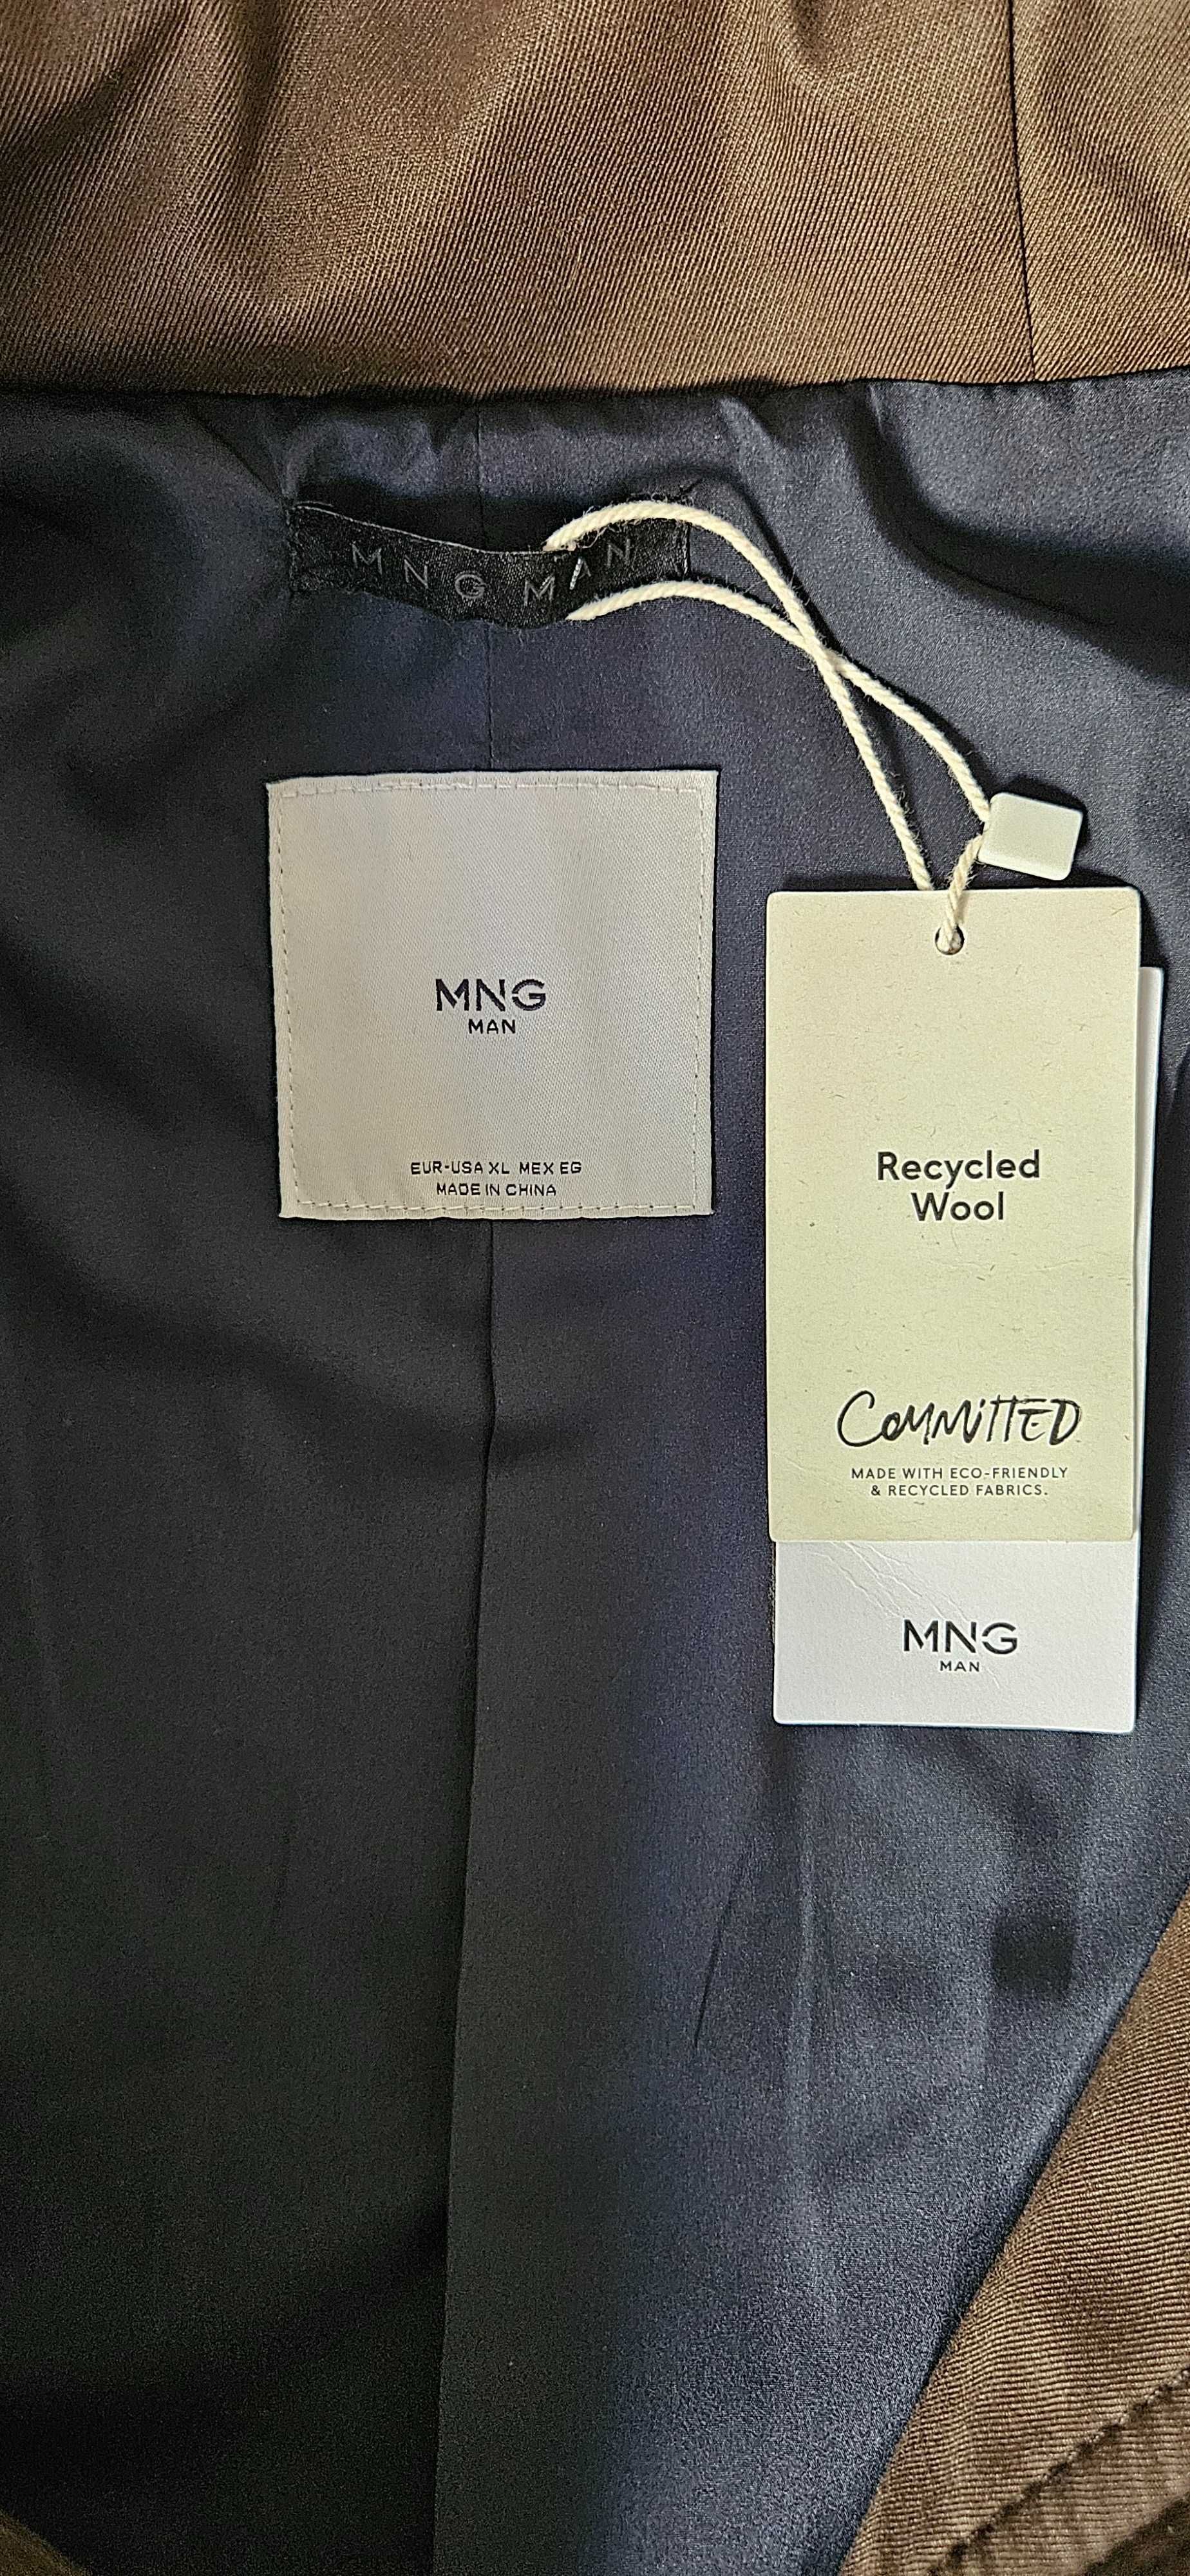 MNG MAN
MNG
MAN
EUR-USA XL MEX EG
MADE IN CHINA
Recycled
Wool
COMMITTED
MADE WITH ECO-FRIENDLY
& RECYCLED FABRICS.
MNG
MAN